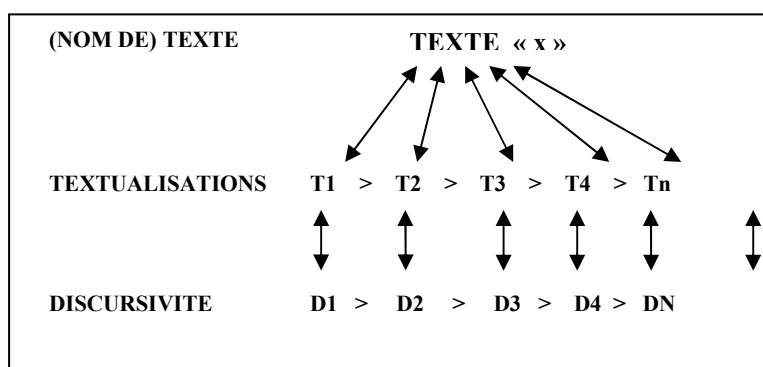 (NOM DE) TEXTE TEXTE « x »
TEXTUALISATIONS T1 > T2 > T3 > T4 > Tn
DISCURSIVITE D1 > D2 > D3 > D4 > DN